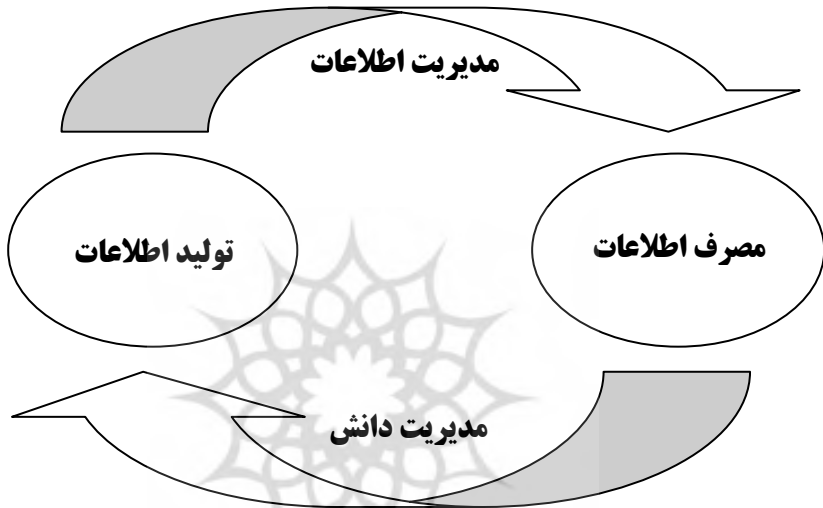 مدیریت اطلاعات
مصرف اطلاعات
تولید اطلاعات
مدیریت دانش